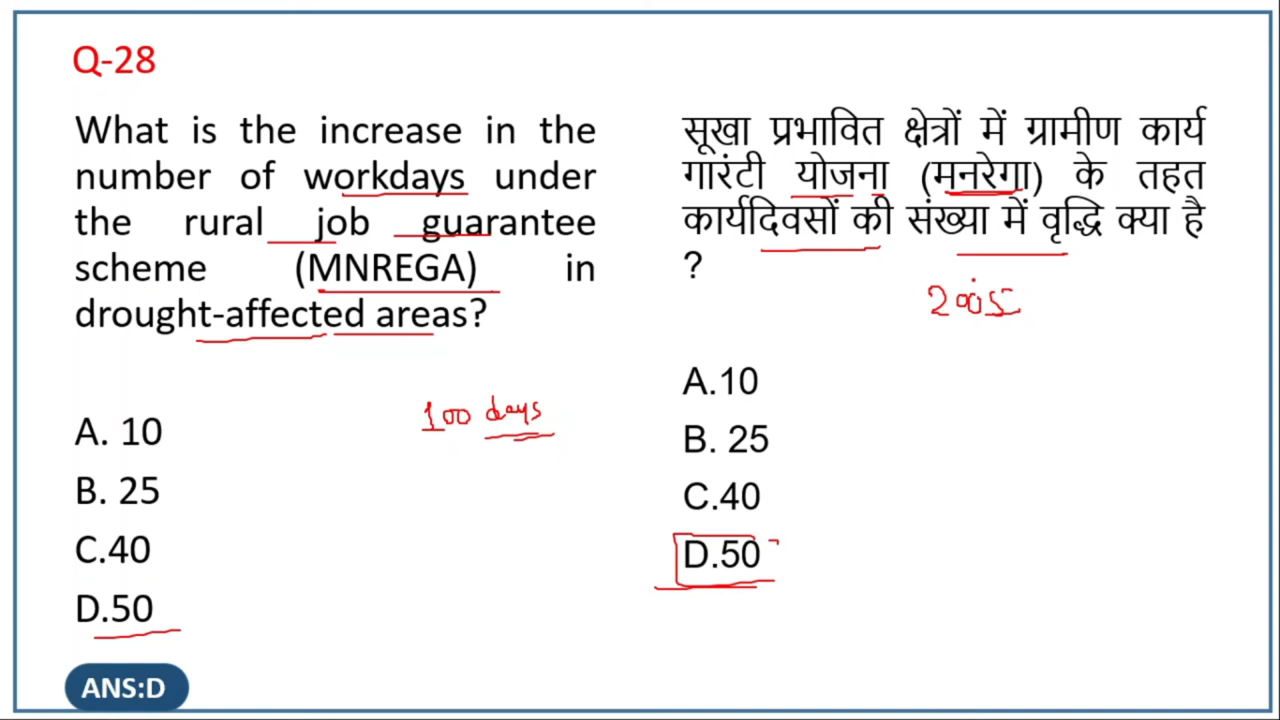 Q-28
What is the increase in the
number of workdays under
the rural job guarantee
scheme (MNREGA) in
drought-affected areas?
100 days
A. 10
B. 25
C.40
D.50
ANS:D
सूखा प्रभावित क्षेत्रों में ग्रामीण कार्य
गारंटी योजना (मनरेगा) के तहत
कार्यदिवसों की संख्या में वृद्धि क्या है
?
2005
A.10
B. 25
C.40
D.50